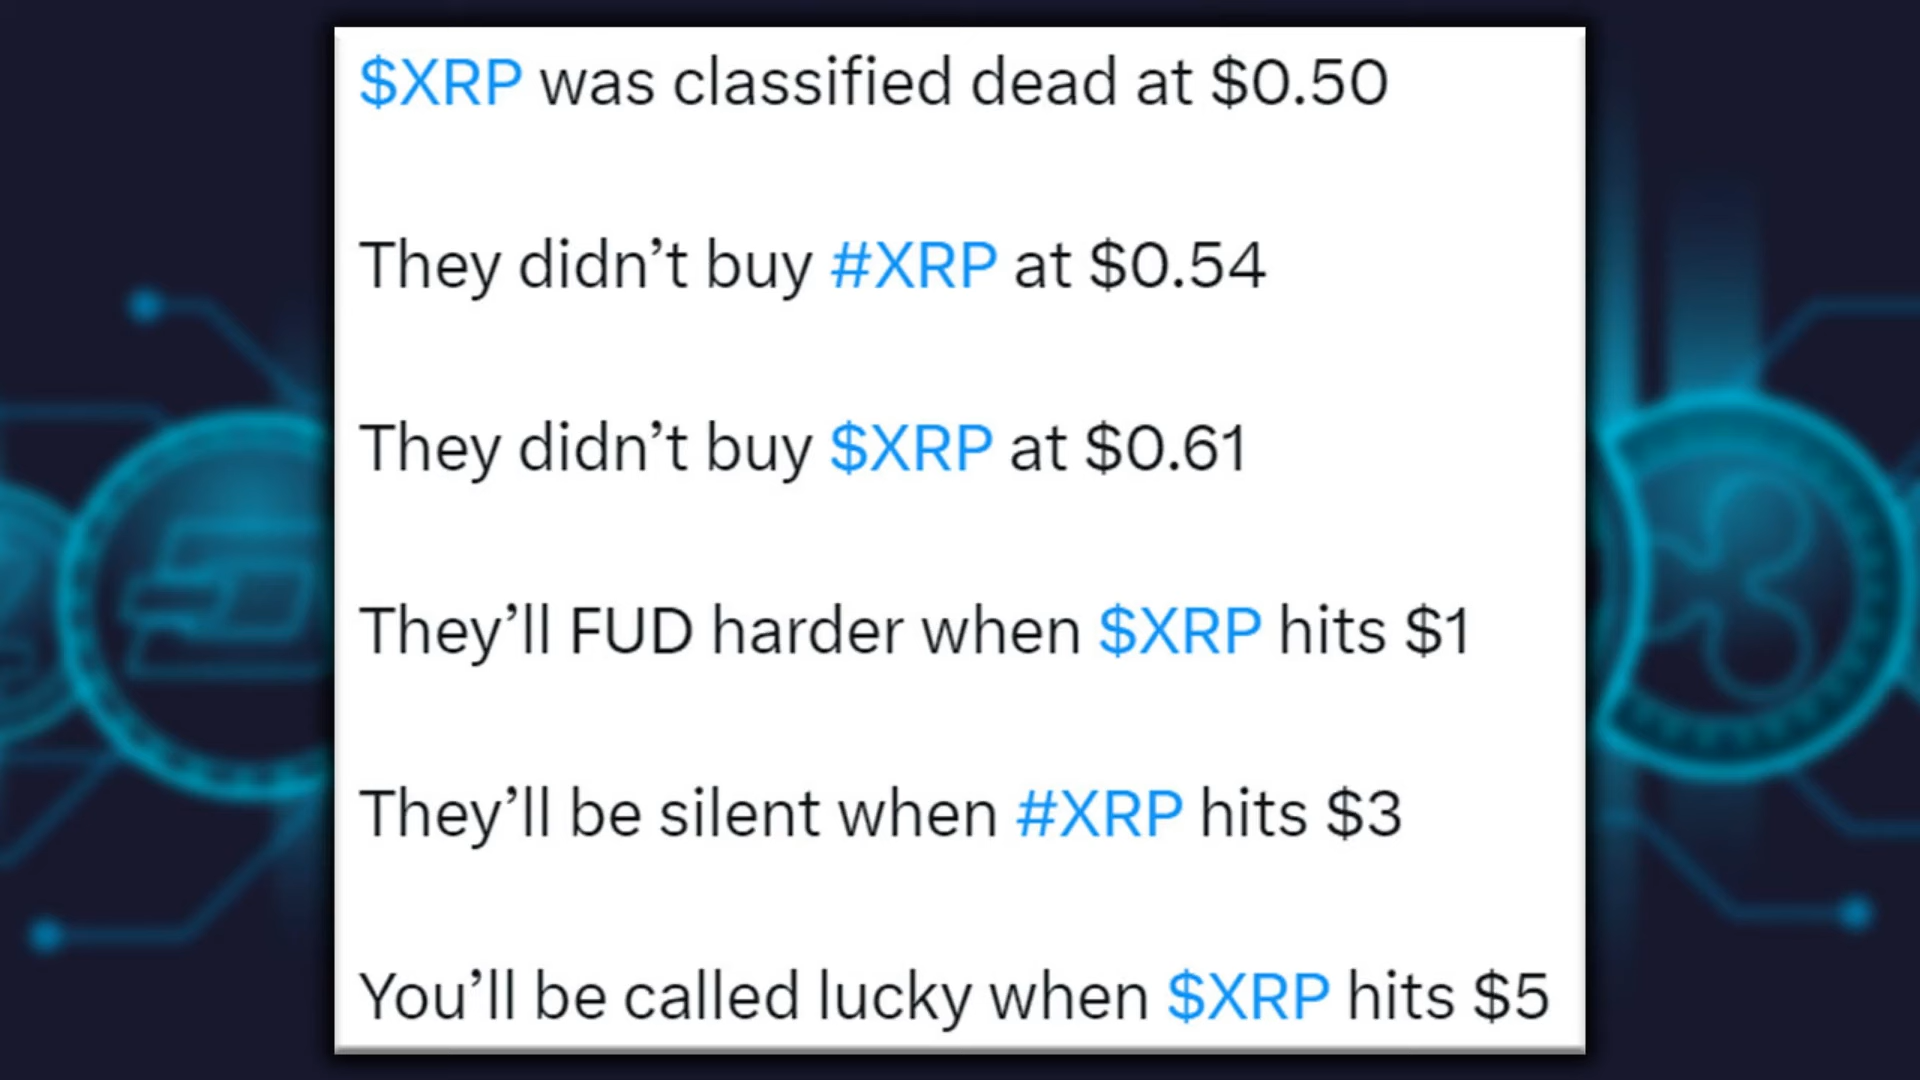 $XRP was classified dead at $0.50
They didn’t buy #XRP at $0.54
They didn’t buy $XRP at $0.61
They’ll FUD harder when $XRP hits $1
They’ll be silent when #XRP hits $3
You’ll be called lucky when $XRP hits $5